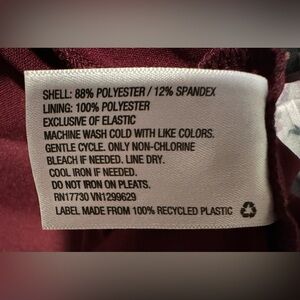 SHELL: 88% POLYESTER / 12% SPANDEX
LINING: 100% POLYESTER
EXCLUSIVE OF ELASTIC
MACHINE WASH COLD WITH LIKE COLORS.
GENTLE CYCLE. ONLY NON-CHLORINE
BLEACH IF NEEDED. LINE DRY.
COOL IRON IF NEEDED.
DO NOT IRON ON PLEATS.
RN17730 VN1299629
LABEL MADE FROM 100% RECYCLED PLASTIC